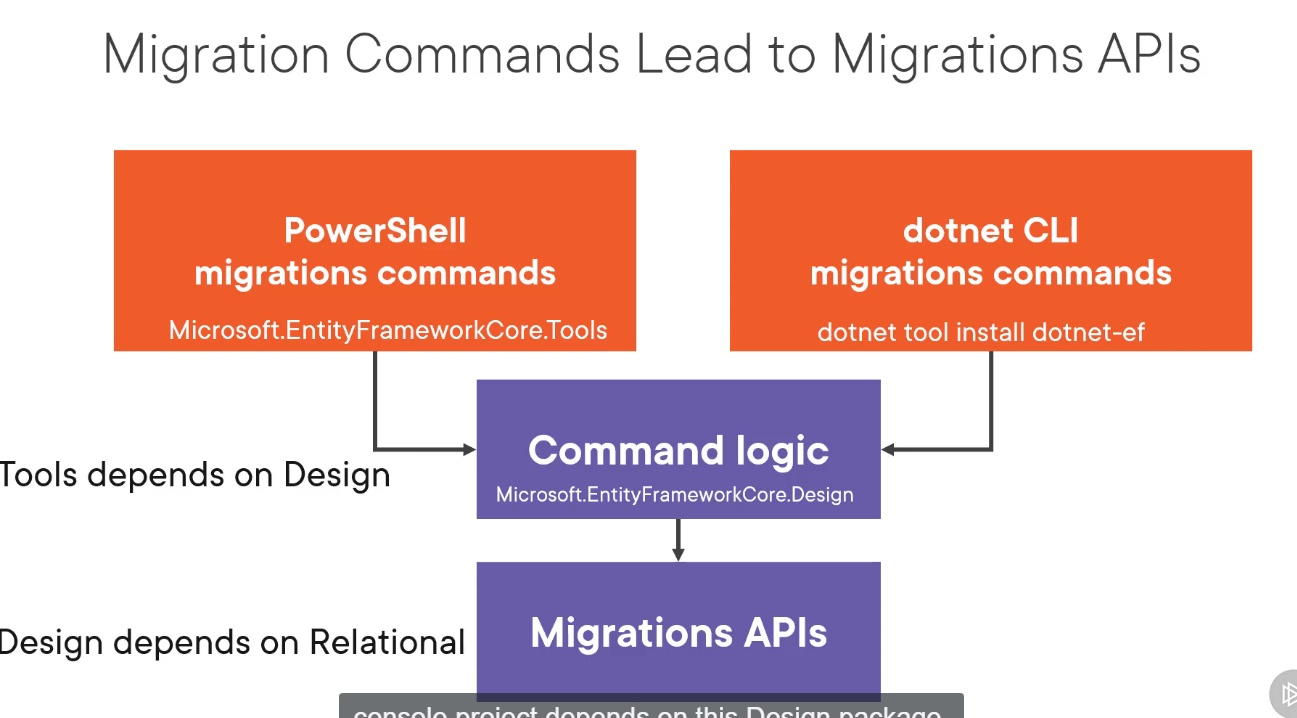 Migration Commands Lead to Migrations APIs
PowerShell
migrations commands
Microsoft.EntityFrameworkCore.Tools
dotnet CLI
migrations commands
dotnet tool install dotnet-ef
Command logic
Microsoft.EntityFrameworkCore.Design
Tools depends on Design
Migrations APIs
Design depends on Relational
console project depends on this Design package